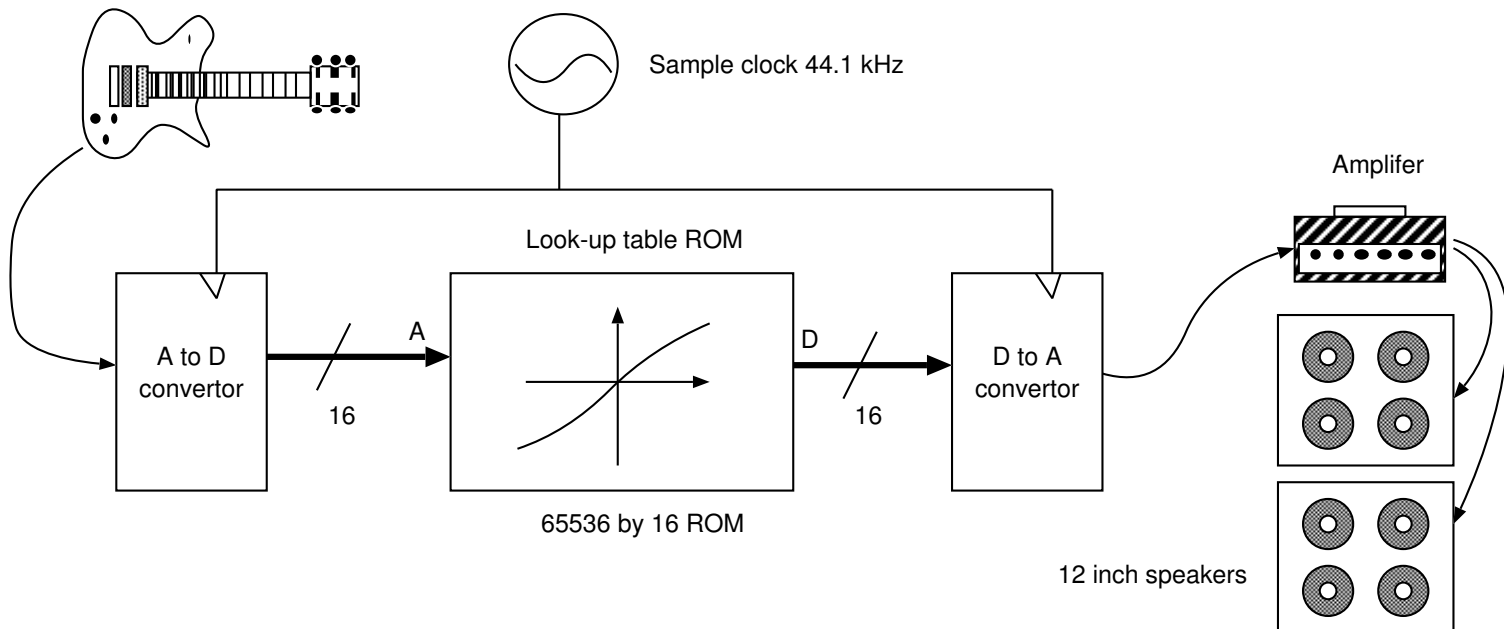 Sample clock 44.1 kHz
Amplifer
Look-up table ROM
A to D
convertor
A
16
D
16
D to A
convertor
65536 by 16 ROM
12 inch speakers